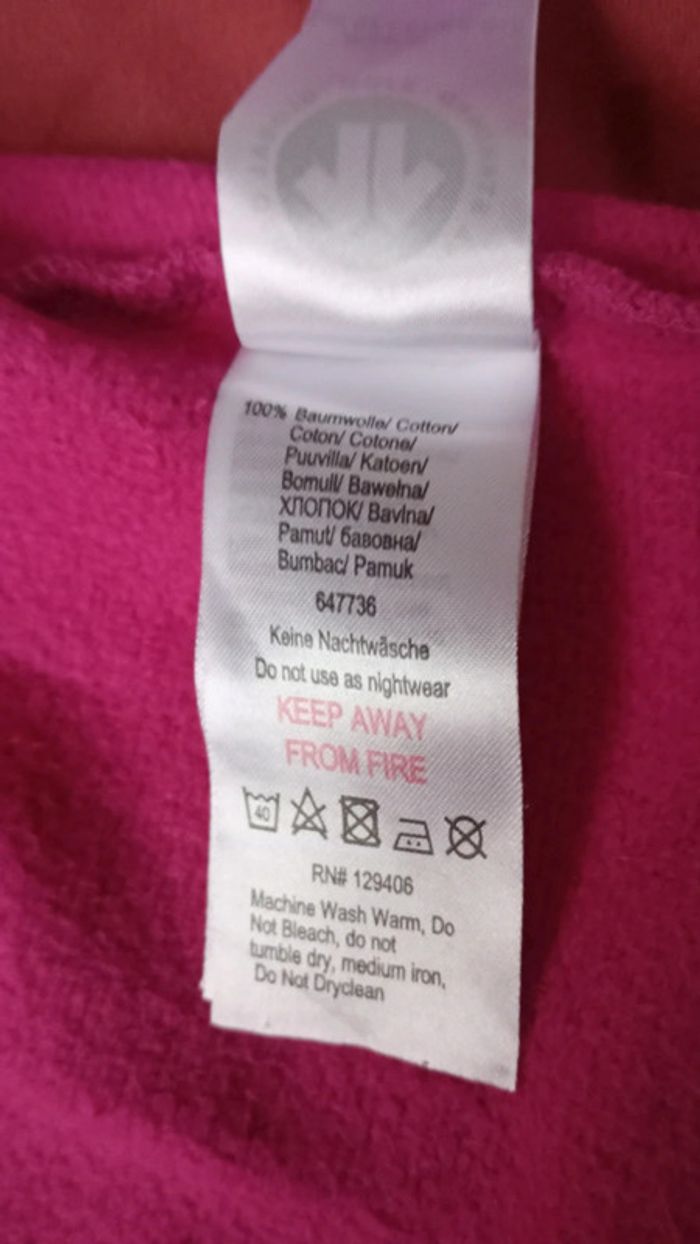 100% Baumwolle/ Cotton/
Coton/ Cotone/
Puuvilla/ Katoen/
Bomull/ Bawełna/
ХЛОПОК/ Bavlna/
Pamut/ бавовна/
Bumbac/ Pamuk
647736
Keine Nachtwäsche
Do not use as nightwear
KEEP AWAY
FROM FIRE
40
RN# 129406
Machine Wash Warm, Do
Not Bleach, do not
tumble dry, medium iron,
Do Not Dryclean